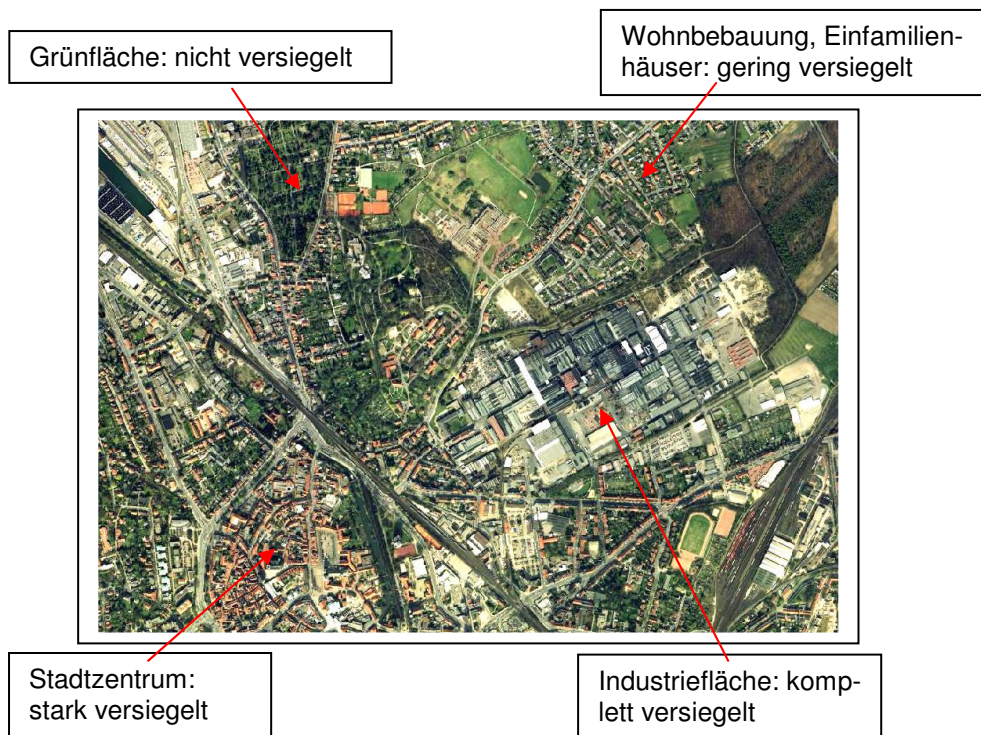 Grünfläche: nicht versiegelt
Wohnbebauung, Einfamilien-
häuser: gering versiegelt
Stadtzentrum:
stark versiegelt
Industriefläche: komp-
lett versiegelt